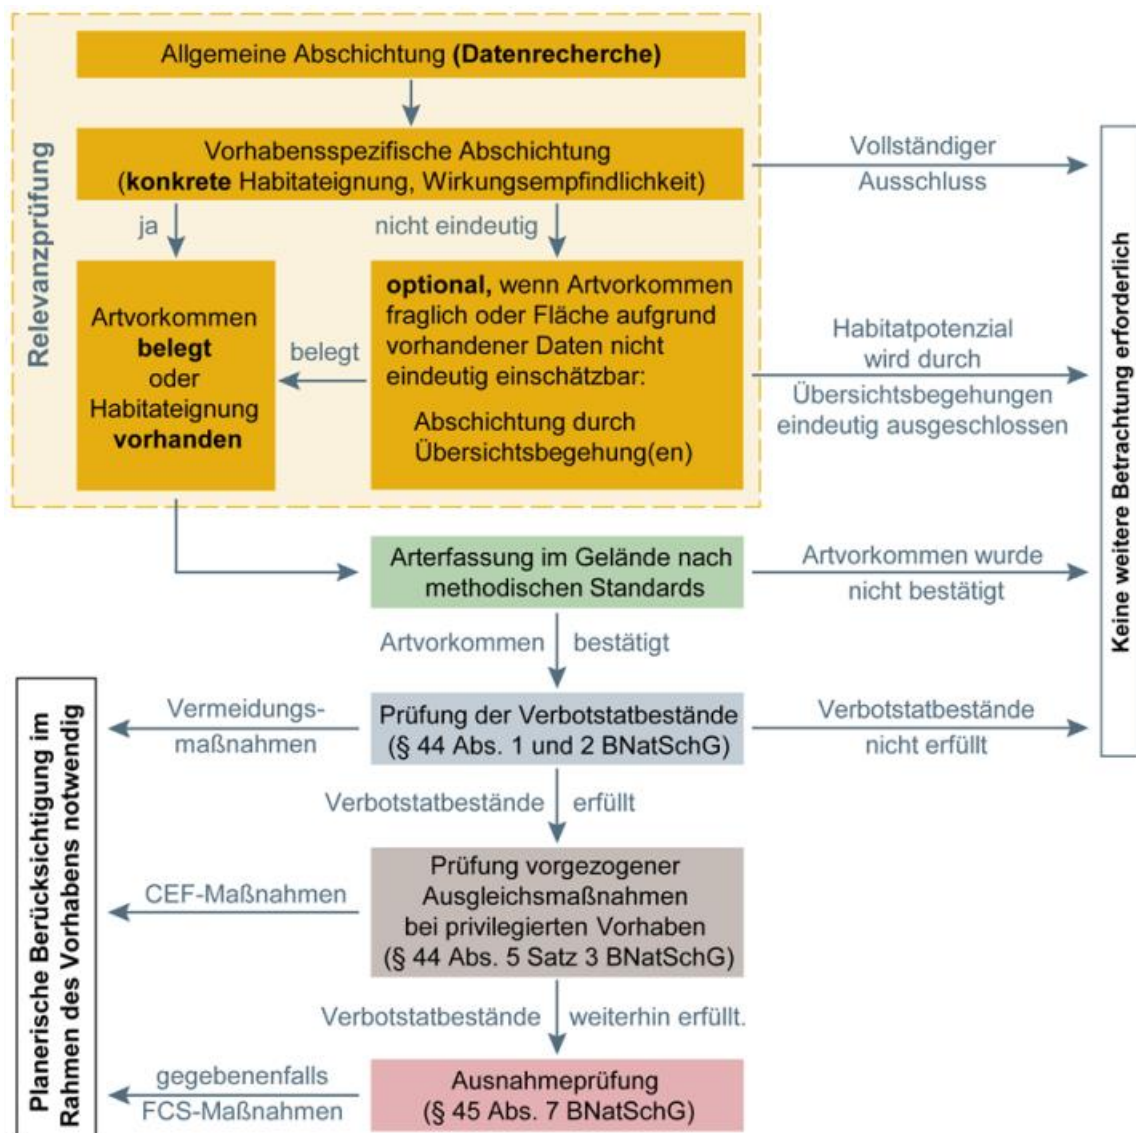 Allgemeine Abschichtung (Datenrecherche)
Relevanzprüfung
Vorhabensspezifische Abschichtung
(konkrete Habitateignung, Wirkungsempfindlichkeit)
Vollständiger
Ausschluss
ja
nicht eindeutig
Artvorkommen
belegt
oder
Habitateignung
vorhanden
belegt
optional, wenn Artvorkommen
fraglich oder Fläche aufgrund
vorhandener Daten nicht
eindeutig einschätzbar:
Abschichtung durch
Übersichtsbegehung(en)
Habitatpotenzial
wird durch
Übersichtsbegehungen
eindeutig ausgeschlossen
Keine weitere Betrachtung erforderlich
Arterfassung im Gelände nach
methodischen Standards
Artvorkommen wurde
nicht bestätigt
Artvorkommen bestätigt
Planerische Berücksichtigung im
Rahmen des Vorhabens notwendig
Vermeidungs-
maßnahmen
Prüfung der Verbotstatbestände
(§ 44 Abs. 1 und 2 BNatSchG)
Verbotstatbestände
nicht erfüllt
Verbotstatbestände erfüllt
CEF-Maßnahmen
Prüfung vorgezogener
Ausgleichsmaßnahmen
bei privilegierten Vorhaben
(§ 44 Abs. 5 Satz 3 BNatSchG)
Verbotstatbestände weiterhin erfüllt.
gegebenenfalls
FCS-Maßnahmen
Ausnahmeprüfung
(§ 45 Abs. 7 BNatSchG)